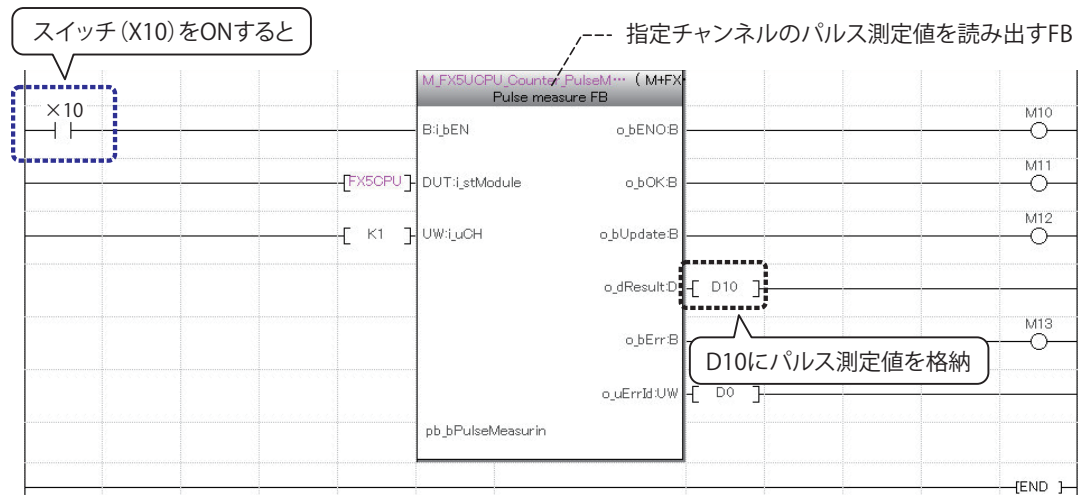 スイッチ（X10）をONすると
指定チャンネルのパルス測定値を読み出すFB
M_FX5UCPU_Counter_PulseM… ( M+FX
Pulse measure FB
×10
B:i_bEN
o_bENO:B
M10
FX5CPU
DUT:i_stModule
o_bOK:B
M11
K1
UW:i_uCH
o_bUpdate:B
M12
o_dResult:D
D10
o_bErr:B
M13
D10にパルス測定値を格納
o_uErrId:UW
D0
pb_bPulseMeasurin
[END ]